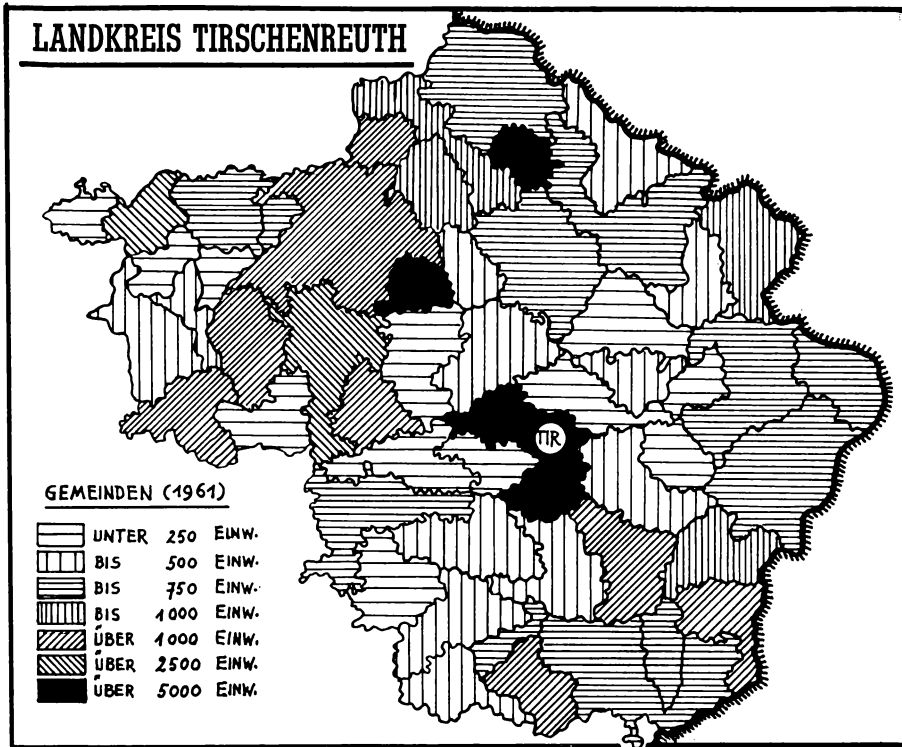 LANDKREIS TIRSCHENREUTH
TIR
GEMEINDEN (1961)
UNTER 250 EINW.
BIS 500 EINW.
BIS 750 EINW.
BIS 1000 EINW.
ÜBER 1000 EINW.
ÜBER 2500 EINW.
ÜBER 5000 EINW.